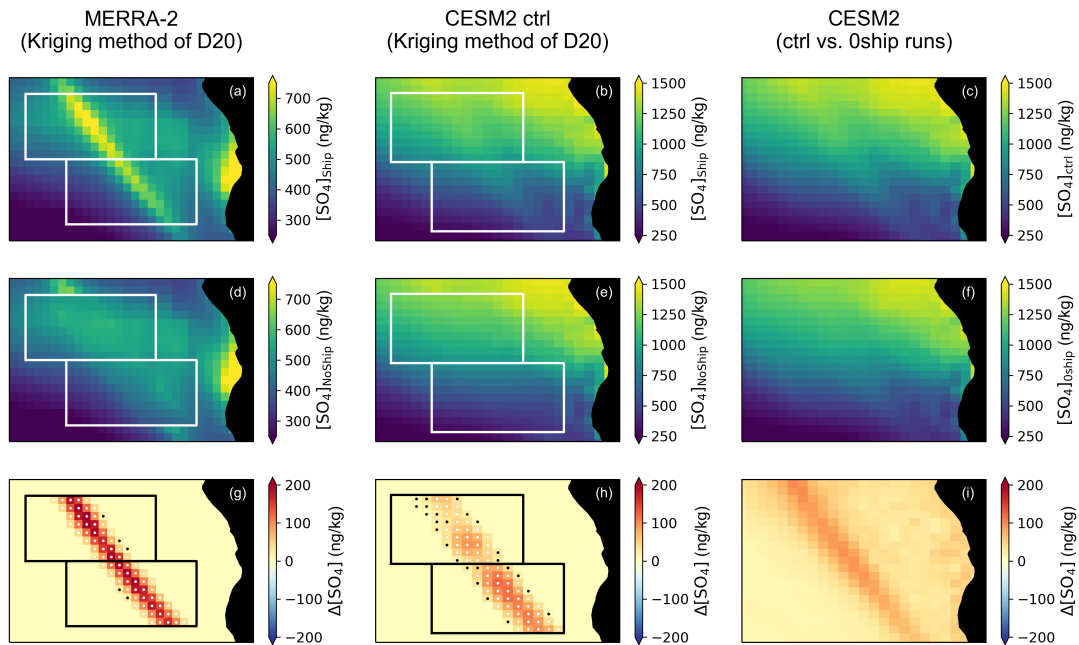 MERRA-2
(Kriging method of D20)
CESM2 ctrl
(Kriging method of D20)
CESM2
(ctrl vs. 0ship runs)
(a)
700
600
500
400
300
[SO₄]Ship (ng/kg)
(b)
1500
1250
1000
750
500
250
[SO₄]Ship (ng/kg)
(c)
1500
1250
1000
750
500
250
[SO₄]ctrl (ng/kg)
(d)
700
600
500
400
300
[SO₄]NoShip (ng/kg)
(e)
1500
1250
1000
750
500
250
[SO₄]NoShip (ng/kg)
(f)
1500
1250
1000
750
500
250
[SO₄]0ship (ng/kg)
(g)
200
100
0
−100
−200
Δ[SO₄] (ng/kg)
(h)
200
100
0
−100
−200
Δ[SO₄] (ng/kg)
(i)
200
100
0
−100
−200
Δ[SO₄] (ng/kg)